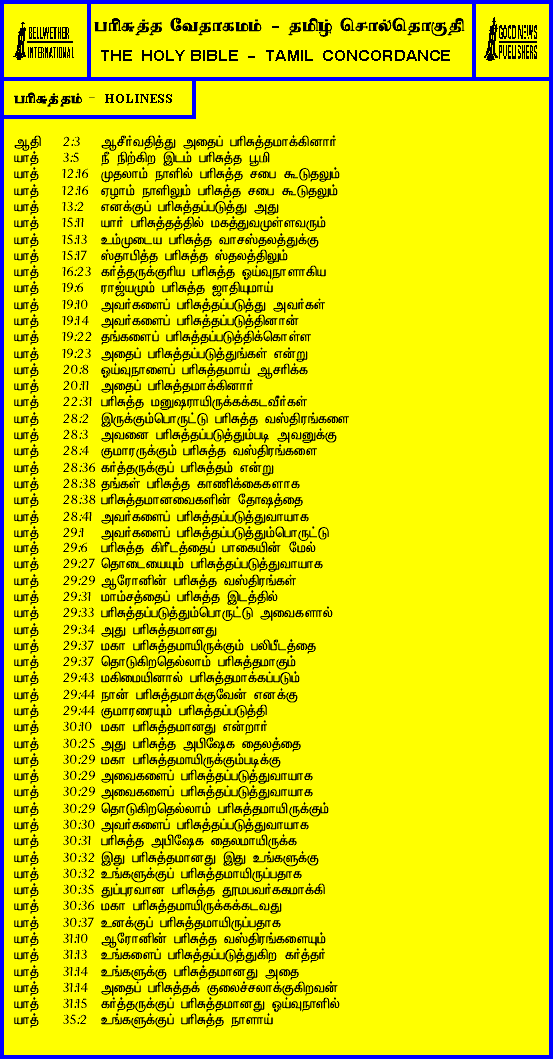 BELLWETHER
INTERNATIONAL
பரிசுத்த வேதாகமம் - தமிழ் சொல்தொகுதி
THE HOLY BIBLE - TAMIL CONCORDANCE
GOOD NEWS
PUBLISHERS
பரிசுத்தம் - HOLINESS
ஆதி 2:3 ஆசீர்வதித்து அதைப் பரிசுத்தமாக்கினார்
யாத் 3:5 நீ நிற்கிற இடம் பரிசுத்த பூமி
யாத் 12:16 முதலாம் நாளில் பரிசுத்த சபை கூடுதலும்
யாத் 12:16 ஏழாம் நாளிலும் பரிசுத்த சபை கூடுதலும்
யாத் 13:2 எனக்குப் பரிசுத்தப்படுத்து அது
யாத் 15:11 யார் பரிசுத்தத்தில் மகத்துவமுள்ளவரும்
யாத் 15:13 உம்முடைய பரிசுத்த வாசஸ்தலத்துக்கு
யாத் 15:17 ஸ்தாபித்த பரிசுத்த ஸ்தலத்திலும்
யாத் 16:23 கர்த்தருக்குரிய பரிசுத்த ஓய்வுநாளாகிய
யாத் 19:6 ராஜ்யமும் பரிசுத்த ஜாதியுமாய்
யாத் 19:10 அவர்களைப் பரிசுத்தப்படுத்து அவர்கள்
யாத் 19:14 அவர்களைப் பரிசுத்தப்படுத்தினான்
யாத் 19:22 தங்களைப் பரிசுத்தப்படுத்திக்கொள்ள
யாத் 19:23 அதைப் பரிசுத்தப்படுத்துங்கள் என்று
யாத் 20:8 ஓய்வுநாளைப் பரிசுத்தமாய் ஆசரிக்க
யாத் 20:11 அதைப் பரிசுத்தமாக்கினார்
யாத் 22:31 பரிசுத்த மனுஷராயிருக்கக்கடவீர்கள்
யாத் 28:2 இருக்கும்பொருட்டு பரிசுத்த வஸ்திரங்களை
யாத் 28:3 அவனை பரிசுத்தப்படுத்தும்படி அவனுக்கு
யாத் 28:4 குமாரருக்கும் பரிசுத்த வஸ்திரங்களை
யாத் 28:36 கர்த்தருக்குப் பரிசுத்தம் என்று
யாத் 28:38 தங்கள் பரிசுத்த காணிக்கைகளாக
யாத் 28:38 பரிசுத்தமானவைகளின் தோஷத்தை
யாத் 28:41 அவர்களைப் பரிசுத்தப்படுத்துவாயாக
யாத் 29:1 அவர்களைப் பரிசுத்தப்படுத்தும்பொருட்டு
யாத் 29:6 பரிசுத்த கிரீடத்தைப் பாகையின் மேல்
யாத் 29:27 தொடையையும் பரிசுத்தப்படுத்துவாயாக
யாத் 29:29 ஆரோனின் பரிசுத்த வஸ்திரங்கள்
யாத் 29:31 மாம்சத்தைப் பரிசுத்த இடத்தில்
யாத் 29:33 பரிசுத்தப்படுத்தும்பொருட்டு அவைகளால்
யாத் 29:34 அது பரிசுத்தமானது
யாத் 29:37 மகா பரிசுத்தமாயிருக்கும் பலிபீடத்தை
யாத் 29:37 தொடுகிறதெல்லாம் பரிசுத்தமாகும்
யாத் 29:43 மகிமையினால் பரிசுத்தமாக்கப்படும்
யாத் 29:44 நான் பரிசுத்தமாக்குவேன் எனக்கு
யாத் 29:44 குமாரரையும் பரிசுத்தப்படுத்தி
யாத் 30:10 மகா பரிசுத்தமானது என்றார்
யாத் 30:25 அது பரிசுத்த அபிஷேக தைலத்தை
யாத் 30:29 மகா பரிசுத்தமாயிருக்கும்படிக்கு
யாத் 30:29 அவைகளைப் பரிசுத்தப்படுத்துவாயாக
யாத் 30:29 அவைகளைப் பரிசுத்தப்படுத்துவாயாக
யாத் 30:29 தொடுகிறதெல்லாம் பரிசுத்தமாயிருக்கும்
யாத் 30:30 அவர்களைப் பரிசுத்தப்படுத்துவாயாக
யாத் 30:31 பரிசுத்த அபிஷேக தைலமாயிருக்க
யாத் 30:32 இது பரிசுத்தமானது இது உங்களுக்கு
யாத் 30:32 உங்களுக்குப் பரிசுத்தமாயிருப்பதாக
யாத் 30:35 துப்புரவான பரிசுத்த தூமபவர்க்கமாக்கி
யாத் 30:36 மகா பரிசுத்தமாயிருக்கக்கடவது
யாத் 30:37 உனக்குப் பரிசுத்தமாயிருப்பதாக
யாத் 31:10 ஆரோனின் பரிசுத்த வஸ்திரங்களையும்
யாத் 31:13 உங்களைப் பரிசுத்தப்படுத்துகிற கர்த்தர்
யாத் 31:14 உங்களுக்கு பரிசுத்தமானது அதை
யாத் 31:14 அதைப் பரிசுத்தக் குலைச்சலாக்குகிறவன்
யாத் 31:15 கர்த்தருக்குப் பரிசுத்தமானது ஓய்வுநாளில்
யாத் 35:2 உங்களுக்குப் பரிசுத்த நாளாய்